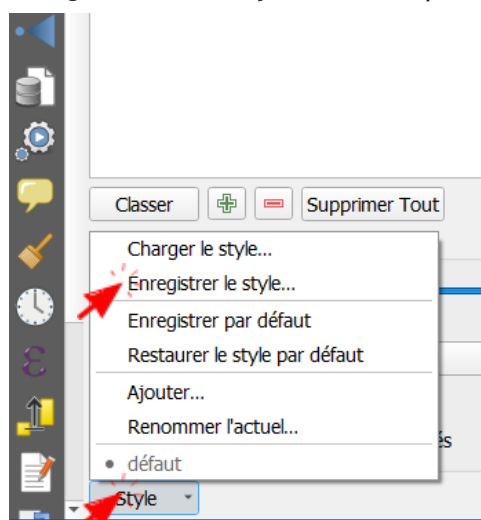 Classer
Supprimer Tout
Charger le style...
Enregistrer le style...
Enregistrer par défaut
Restaurer le style par défaut
Ajouter...
Renommer l'actuel...
és
défaut
Style